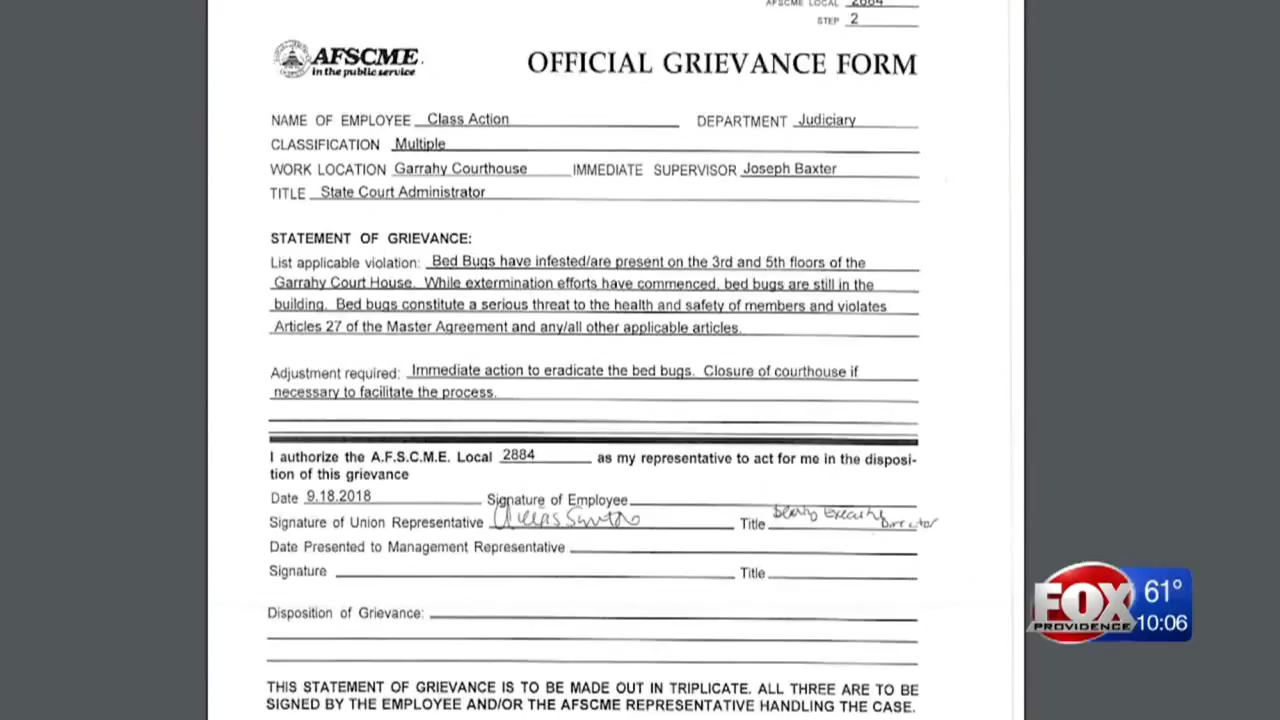 AFSCME LOCAL 2884
STEP 2
AFSCME
in the public service
OFFICIAL GRIEVANCE FORM
NAME OF EMPLOYEE Class Action DEPARTMENT Judiciary
CLASSIFICATION Multiple
WORK LOCATION Garrahy Courthouse IMMEDIATE SUPERVISOR Joseph Baxter
TITLE State Court Administrator
STATEMENT OF GRIEVANCE:
List applicable violation: Bed Bugs have infested/are present on the 3rd and 5th floors of the
Garrahy Court House. While extermination efforts have commenced, bed bugs are still in the
building. Bed bugs constitute a serious threat to the health and safety of members and violates
Articles 27 of the Master Agreement and any/all other applicable articles.
Adjustment required: Immediate action to eradicate the bed bugs. Closure of courthouse if
necessary to facilitate the process.
I authorize the A.F.S.C.M.E. Local 2884 as my representative to act for me in the disposi-
tion of this grievance
Date 9.18.2018 Signature of Employee
Signature of Union Representative Title Director
Date Presented to Management Representative
Signature Title
Disposition of Grievance:
THIS STATEMENT OF GRIEVANCE IS TO BE MADE OUT IN TRIPLICATE. ALL THREE ARE TO BE
SIGNED BY THE EMPLOYEE AND/OR THE AFSCME REPRESENTATIVE HANDLING THE CASE.
FOX
PROVIDENCE
61°
10:06